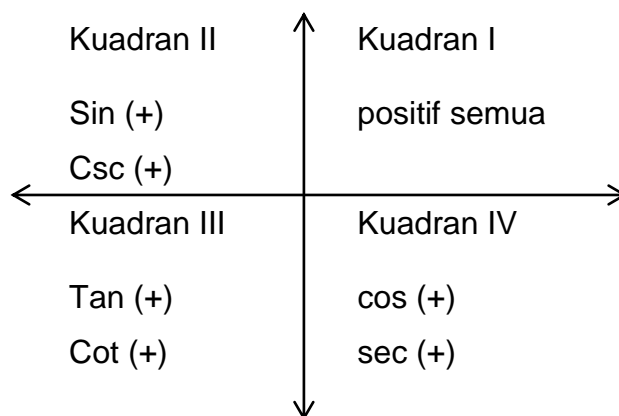 Kuadran II
Sin (+)
Csc (+)
Kuadran I
positif semua
Kuadran III
Tan (+)
Cot (+)
Kuadran IV
cos (+)
sec (+)